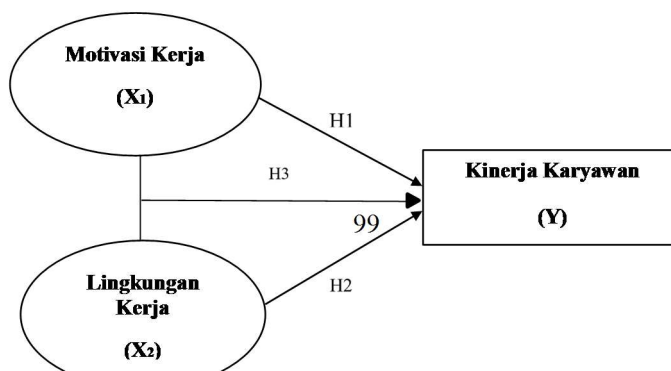 Motivasi Kerja
(X₁)
H1
H3
Kinerja Karyawan
(Y)
99
Lingkungan
Kerja
(X₂)
H2